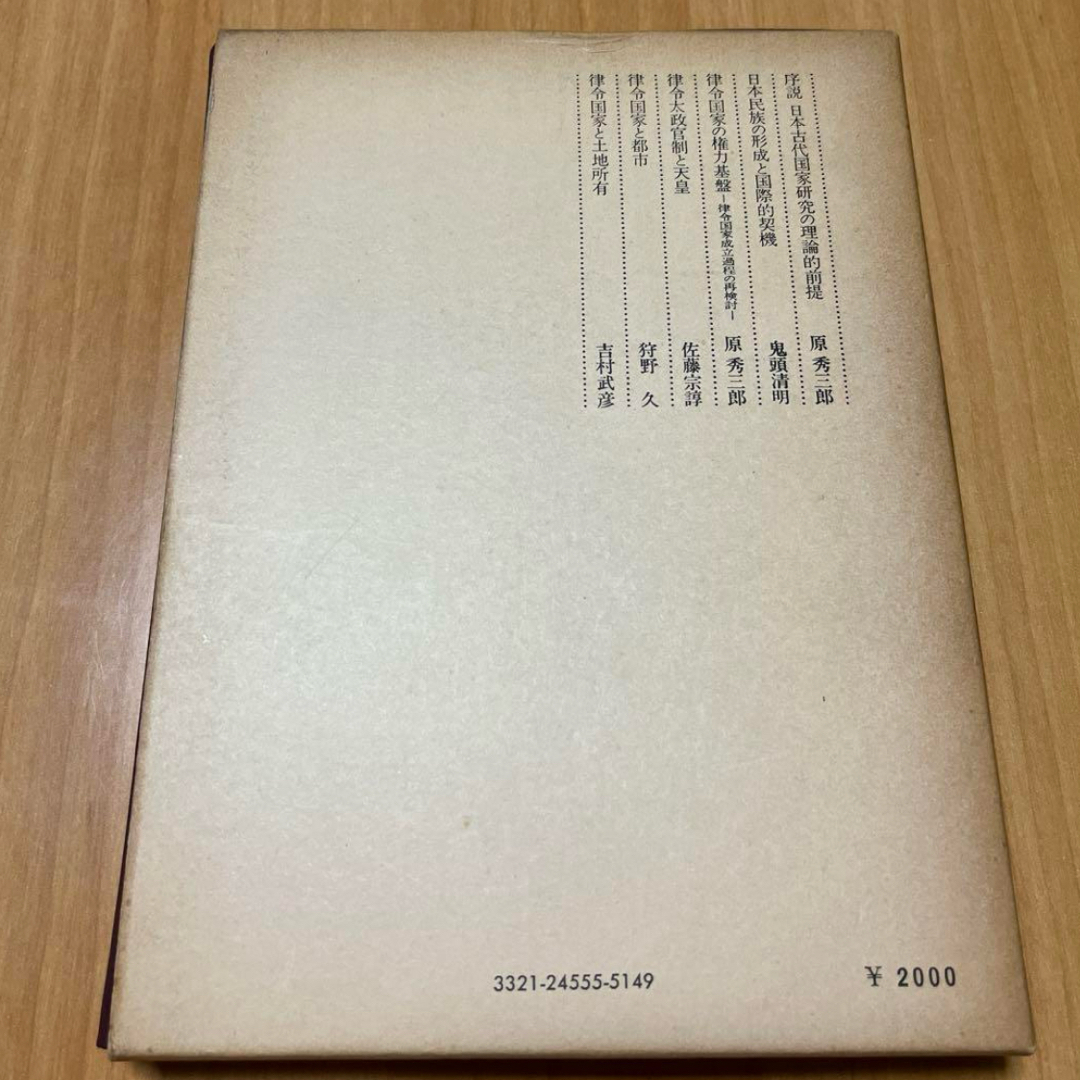 序説 日本古代国家研究の理論的前提 原 秀三郎
日本民族の形成と国際的契機 鬼頭清明
律令国家の権力基盤 ―律令国家成立過程の再検討― 原 秀三郎
律令太政官制と天皇 佐藤宗諄
律令国家と都市 狩野 久
律令国家と土地所有 吉村武彦
3321-24555-5149
¥ 2000